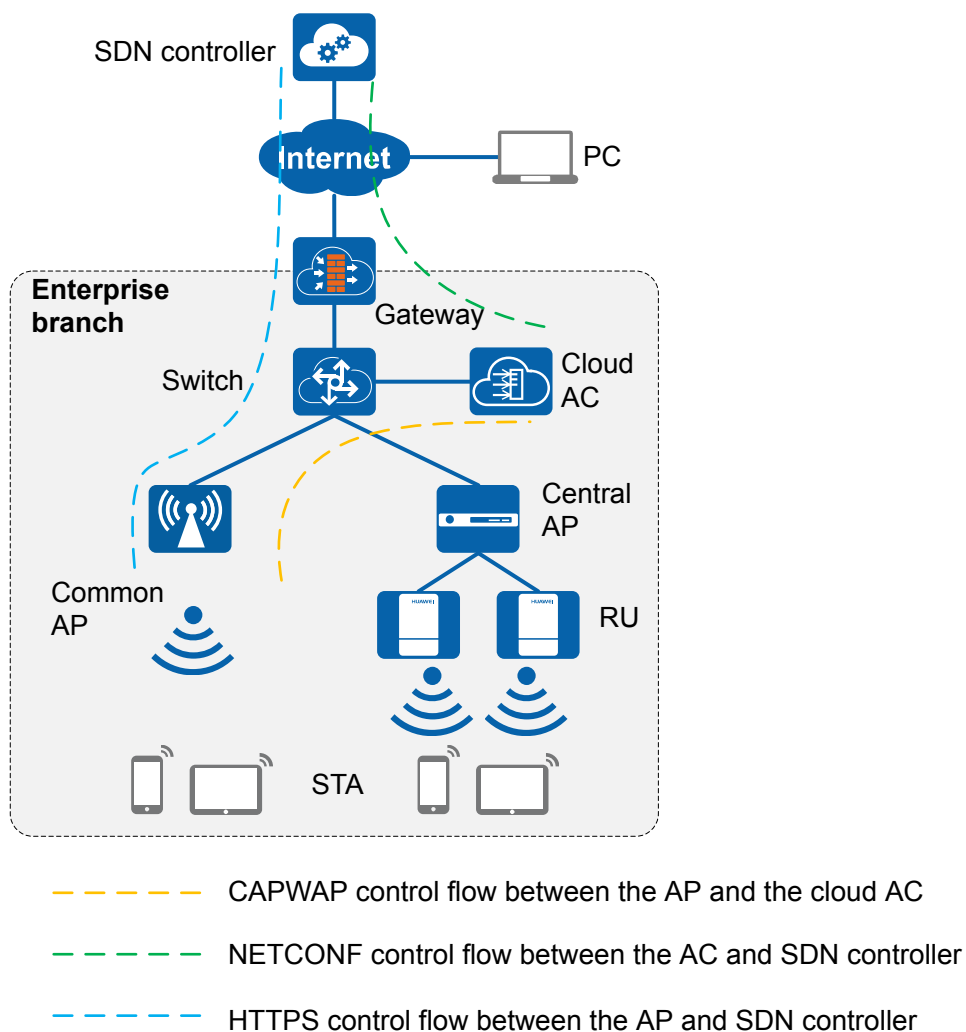 SDN controller
Internet
PC
Enterprise
branch
Gateway
Switch
Cloud
AC
Central
AP
Common
AP
HUAWEI
HUAWEI
RU
STA
CAPWAP control flow between the AP and the cloud AC
NETCONF control flow between the AC and SDN controller
HTTPS control flow between the AP and SDN controller